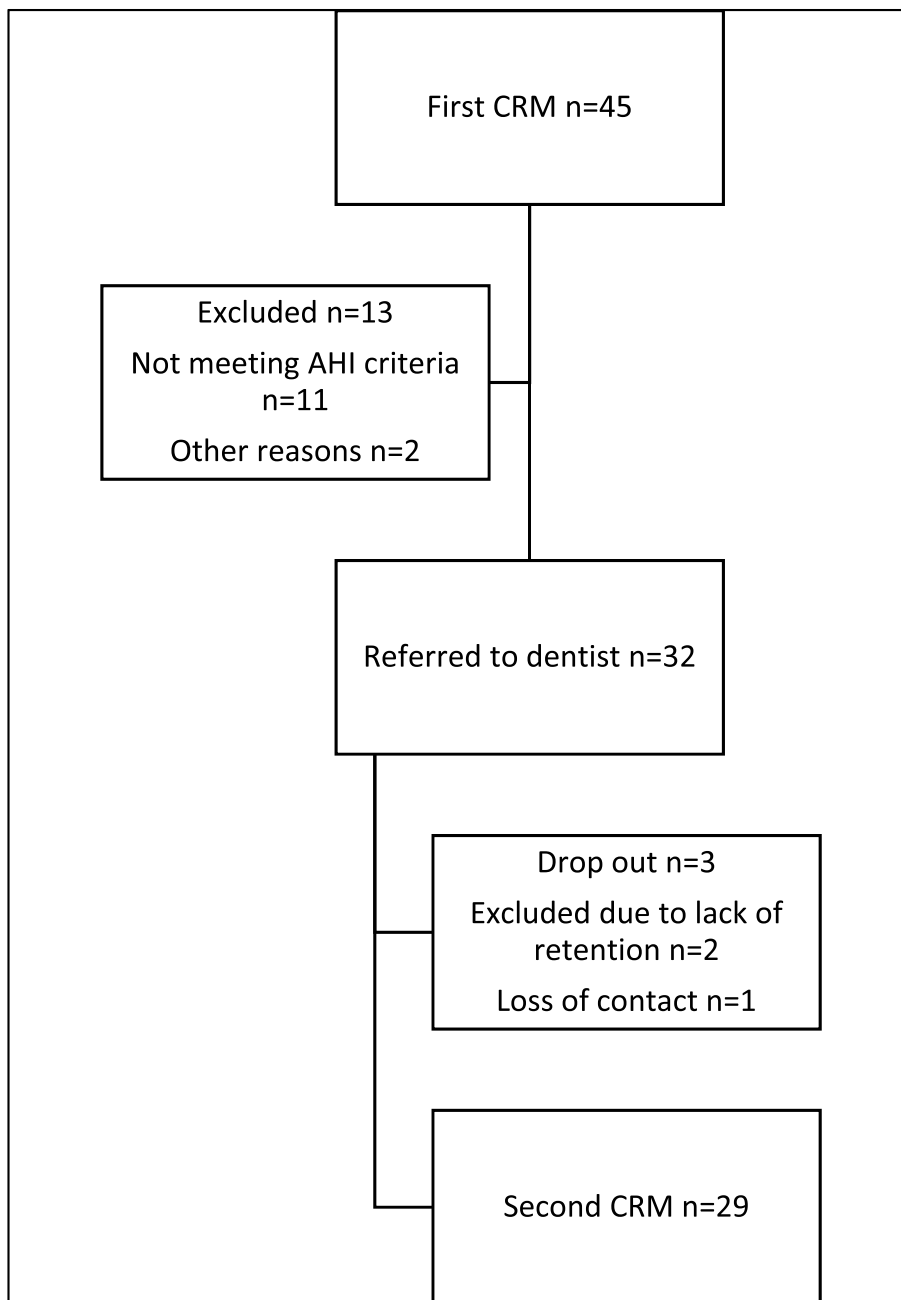 First CRM n=45
Excluded n=13
Not meeting AHI criteria
n=11
Other reasons n=2
Referred to dentist n=32
Drop out n=3
Excluded due to lack of
retention n=2
Loss of contact n=1
Second CRM n=29